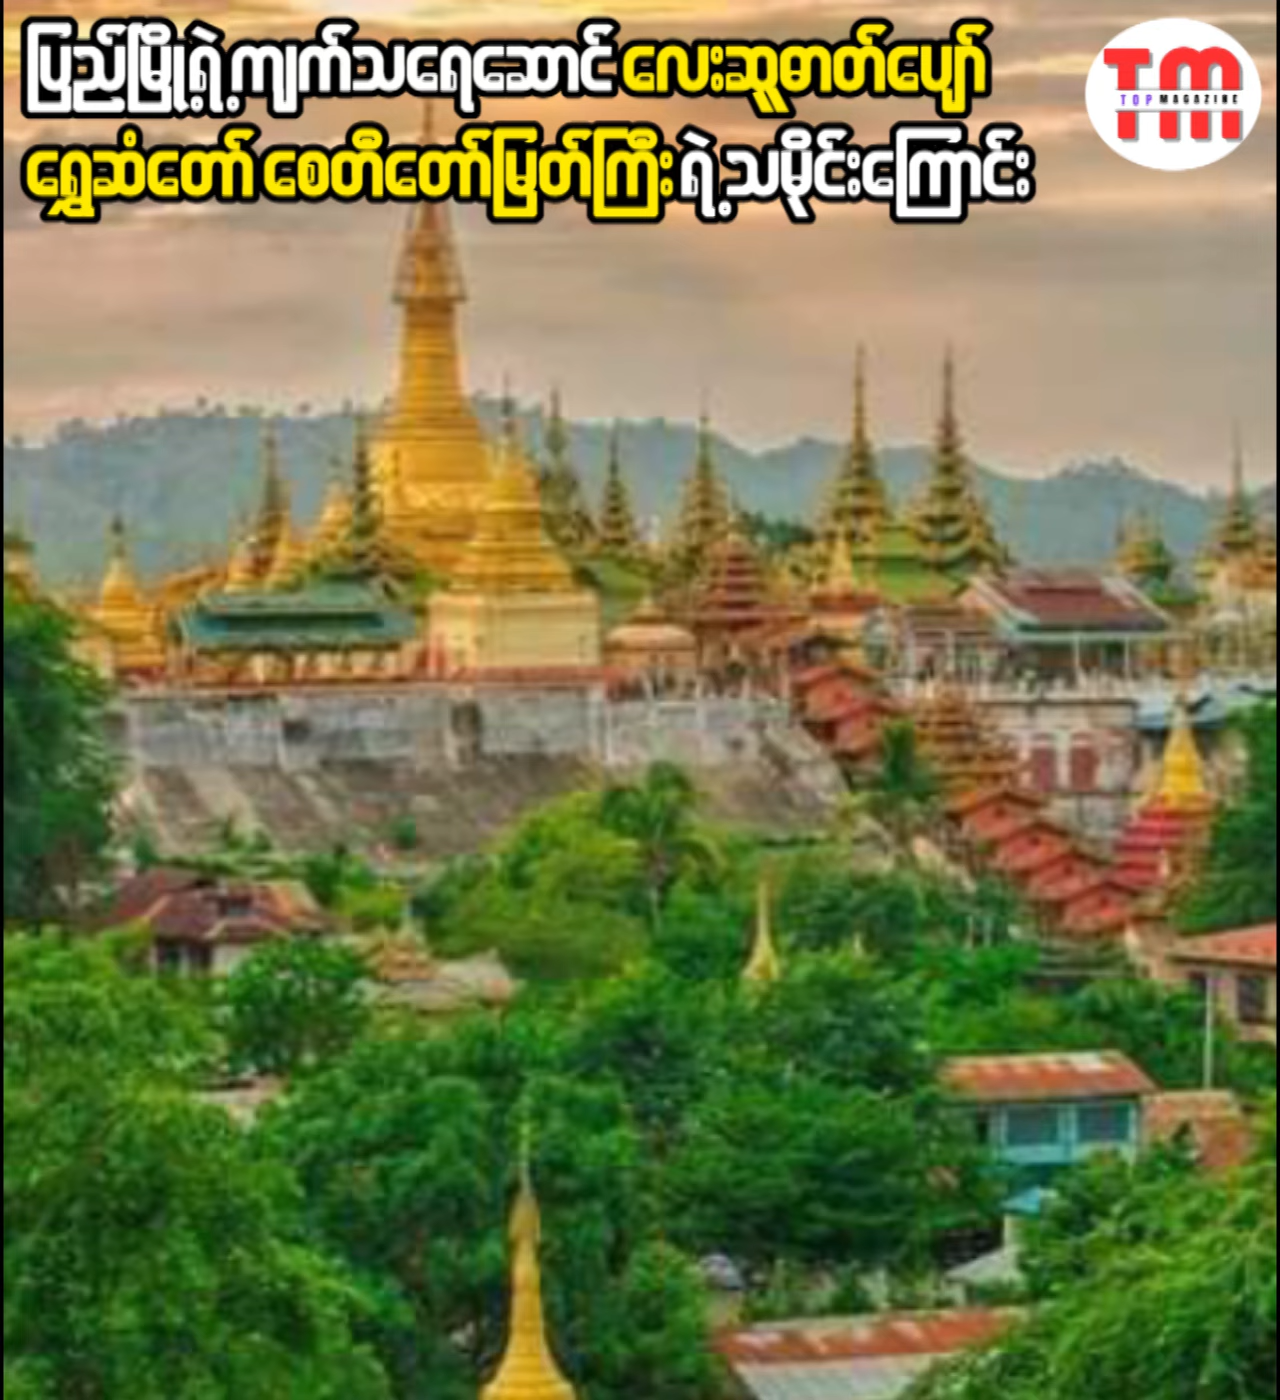 ပြည်မြို့ရဲ့ကျက်သရေဆောင် လေးဆူဓာတ်ပျော်
ရွှေဆံတော် စေတီတော်မြတ်ကြီးရဲ့သမိုင်းကြောင်း
TM
TOP MAGAZINE